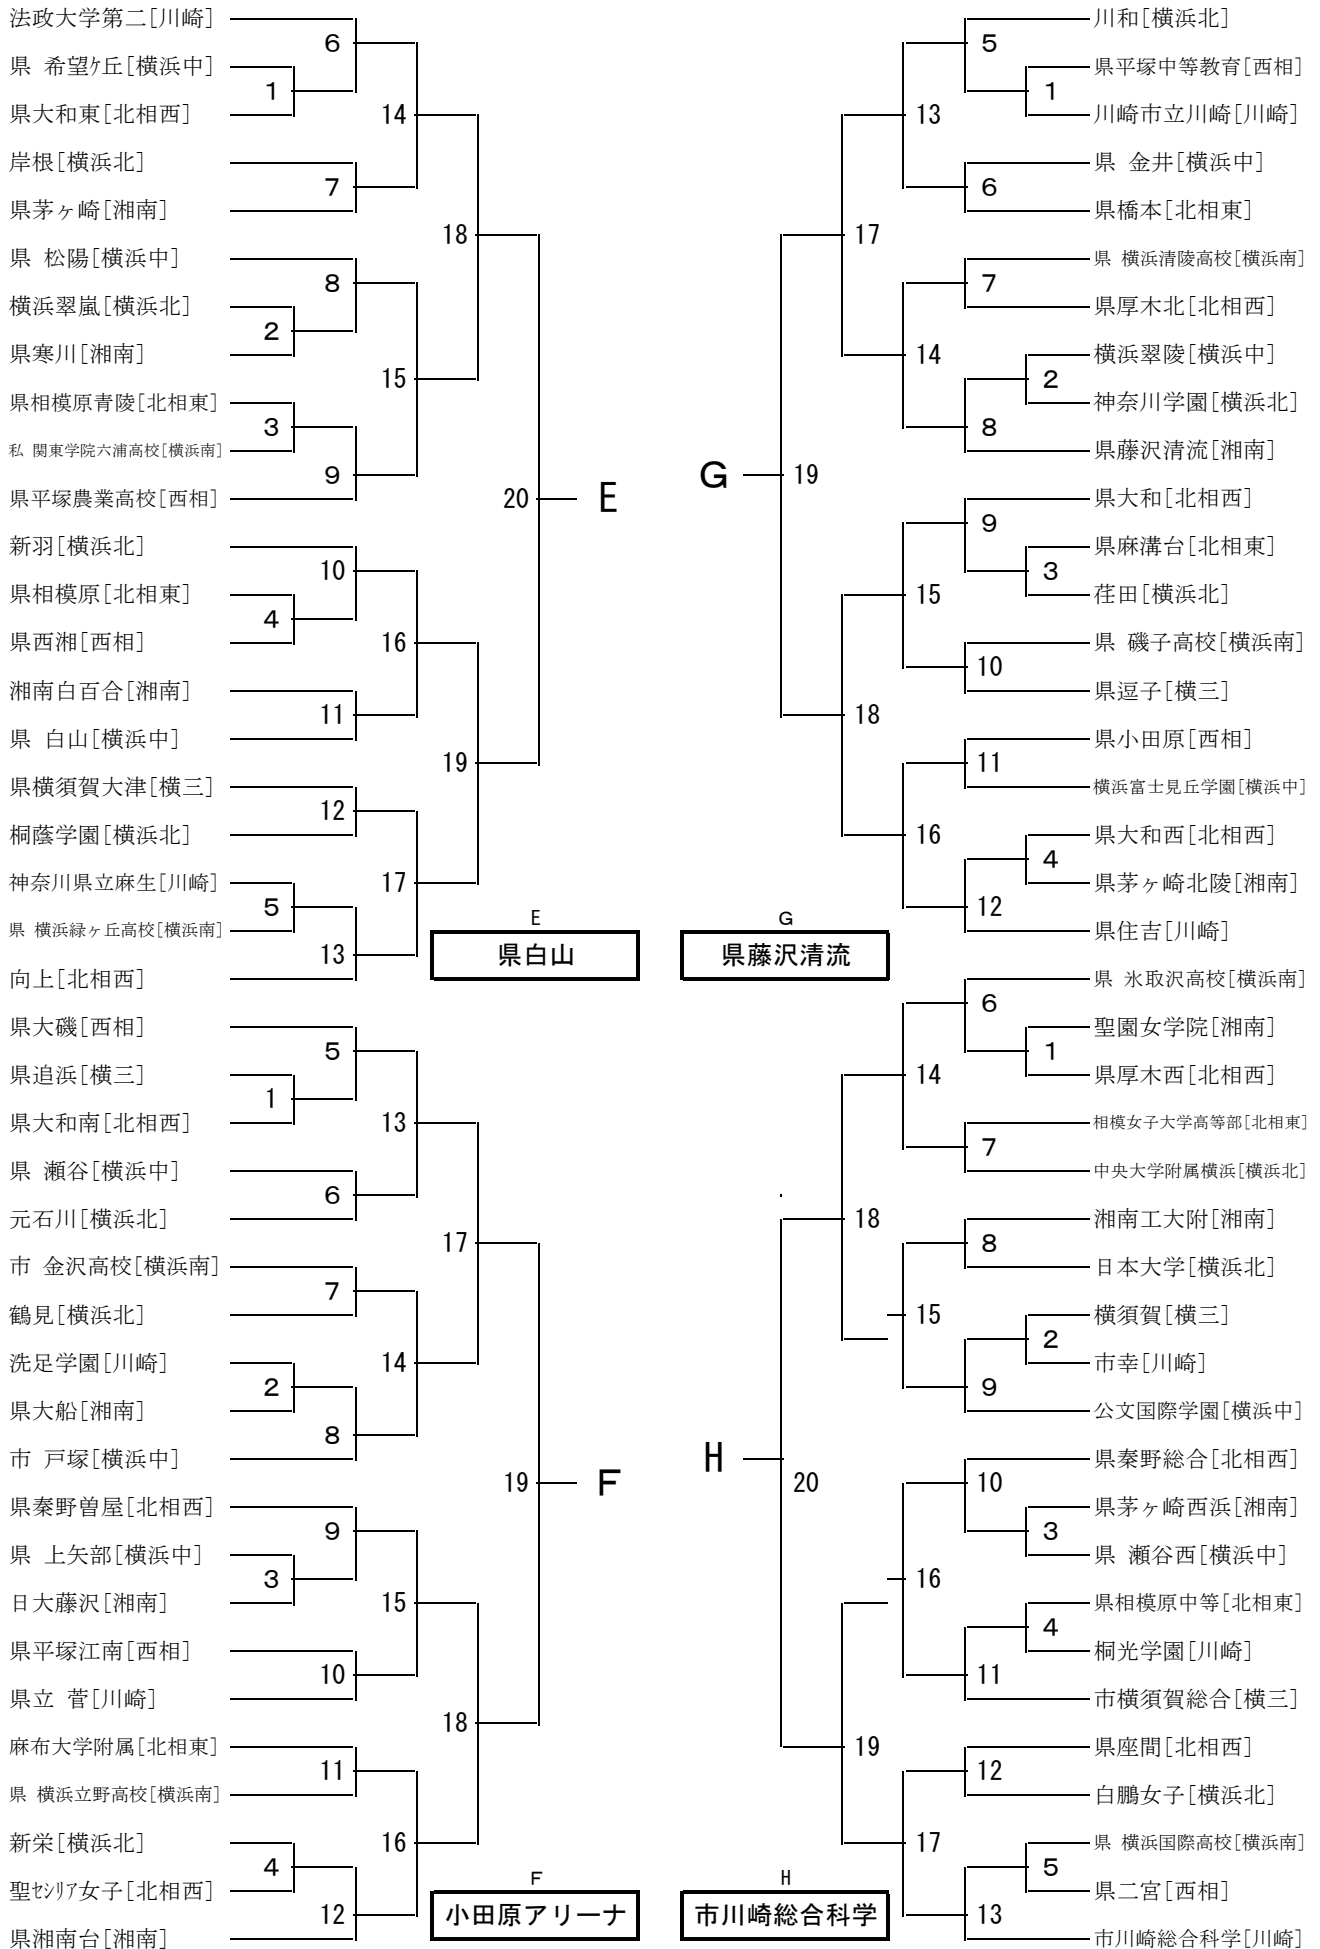 法政大学第二[川崎]
6
県 希望ケ丘[横浜中]
1
県大和東[北相西]
14
岸根[横浜北]
7
県茅ヶ崎[湘南]
18
県 松陽[横浜中]
8
横浜翠嵐[横浜北]
2
県寒川[湘南]
15
県相模原青陵[北相東]
3
私 関東学院六浦高校[横浜南]
9
県平塚農業高校[西相]
20
E
新羽[横浜北]
10
県相模原[北相東]
4
県西湘[西相]
16
湘南白百合[湘南]
11
県 白山[横浜中]
19
県横須賀大津[横三]
12
桐蔭学園[横浜北]
17
神奈川県立麻生[川崎]
5
県 横浜緑ヶ丘高校[横浜南]
13
向上[北相西]
E
県白山
県大磯[西相]
5
県追浜[横三]
1
県大和南[北相西]
13
県 瀬谷[横浜中]
6
元石川[横浜北]
17
市 金沢高校[横浜南]
7
鶴見[横浜北]
14
洗足学園[川崎]
2
県大船[湘南]
8
市 戸塚[横浜中]
19
F
県秦野曽屋[北相西]
9
県 上矢部[横浜中]
3
日大藤沢[湘南]
15
県平塚江南[西相]
10
県立 菅[川崎]
18
麻布大学附属[北相東]
11
県 横浜立野高校[横浜南]
16
新栄[横浜北]
4
聖セシリア女子[北相西]
12
県湘南台[湘南]
F
小田原アリーナ
川和[横浜北]
5
県平塚中等教育[西相]
1
川崎市立川崎[川崎]
13
県 金井[横浜中]
6
県橋本[北相東]
17
県 横浜清陵高校[横浜南]
7
県厚木北[北相西]
14
横浜翠陵[横浜中]
2
神奈川学園[横浜北]
8
県藤沢清流[湘南]
G
19
県大和[北相西]
9
県麻溝台[北相東]
3
荏田[横浜北]
15
県 磯子高校[横浜南]
10
県逗子[横三]
18
県小田原[西相]
11
横浜富士見丘学園[横浜中]
16
県大和西[北相西]
4
県茅ヶ崎北陵[湘南]
12
県住吉[川崎]
G
県藤沢清流
県 氷取沢高校[横浜南]
6
聖園女学院[湘南]
1
県厚木西[北相西]
14
相模女子大学高等部[北相東]
7
中央大学附属横浜[横浜北]
18
湘南工大附[湘南]
8
日本大学[横浜北]
15
横須賀[横三]
2
市幸[川崎]
9
公文国際学園[横浜中]
H
20
県秦野総合[北相西]
10
県茅ヶ崎西浜[湘南]
3
県 瀬谷西[横浜中]
16
県相模原中等[北相東]
4
桐光学園[川崎]
11
市横須賀総合[横三]
19
県座間[北相西]
12
白鵬女子[横浜北]
17
県 横浜国際高校[横浜南]
5
県二宮[西相]
13
市川崎総合科学[川崎]
H
市川崎総合科学